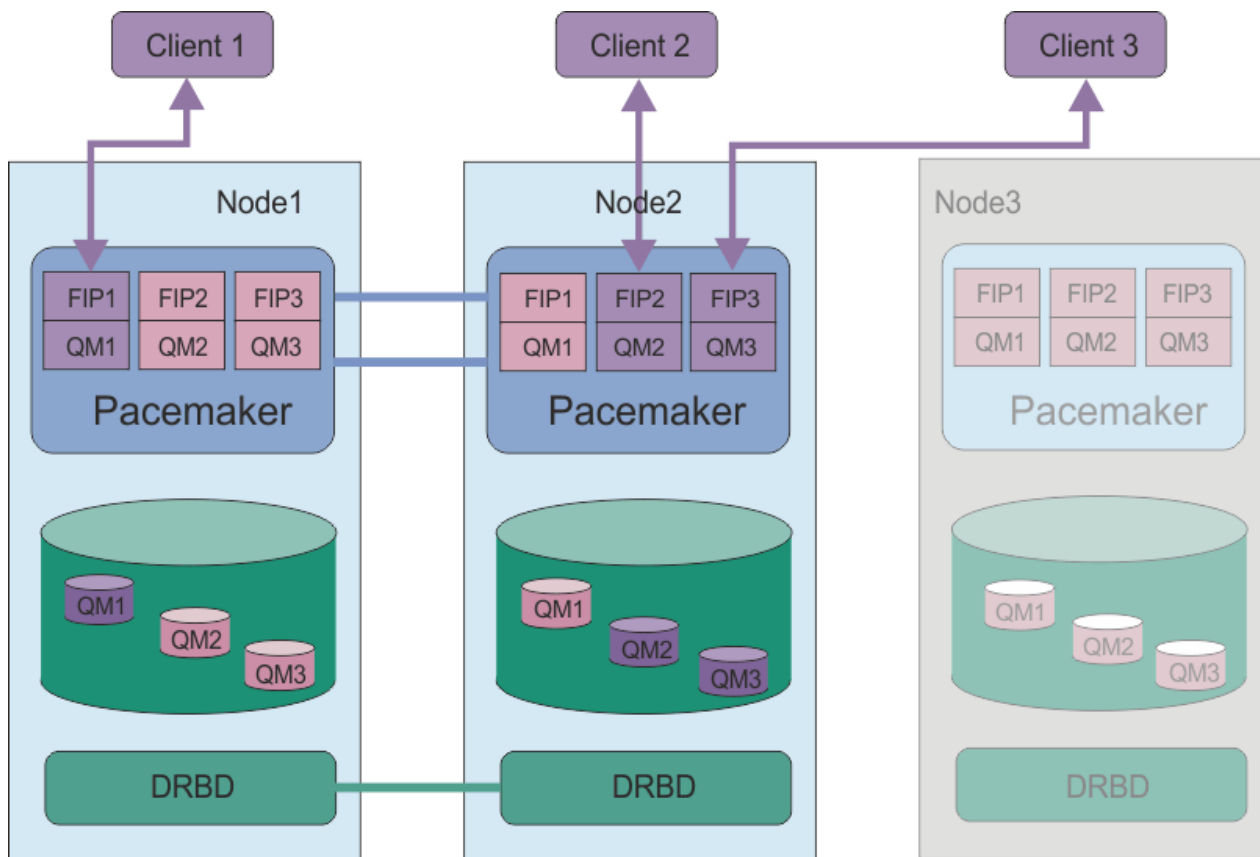 Client 1
Client 2
Client 3
Node1
Node2
Node3
FIP1 FIP2 FIP3
QM1 QM2 QM3
Pacemaker
FIP1 FIP2 FIP3
QM1 QM2 QM3
Pacemaker
FIP1 FIP2 FIP3
QM1 QM2 QM3
Pacemaker
QM1
QM2
QM3
QM1
QM2
QM3
QM1
QM2
QM3
DRBD
DRBD
DRBD